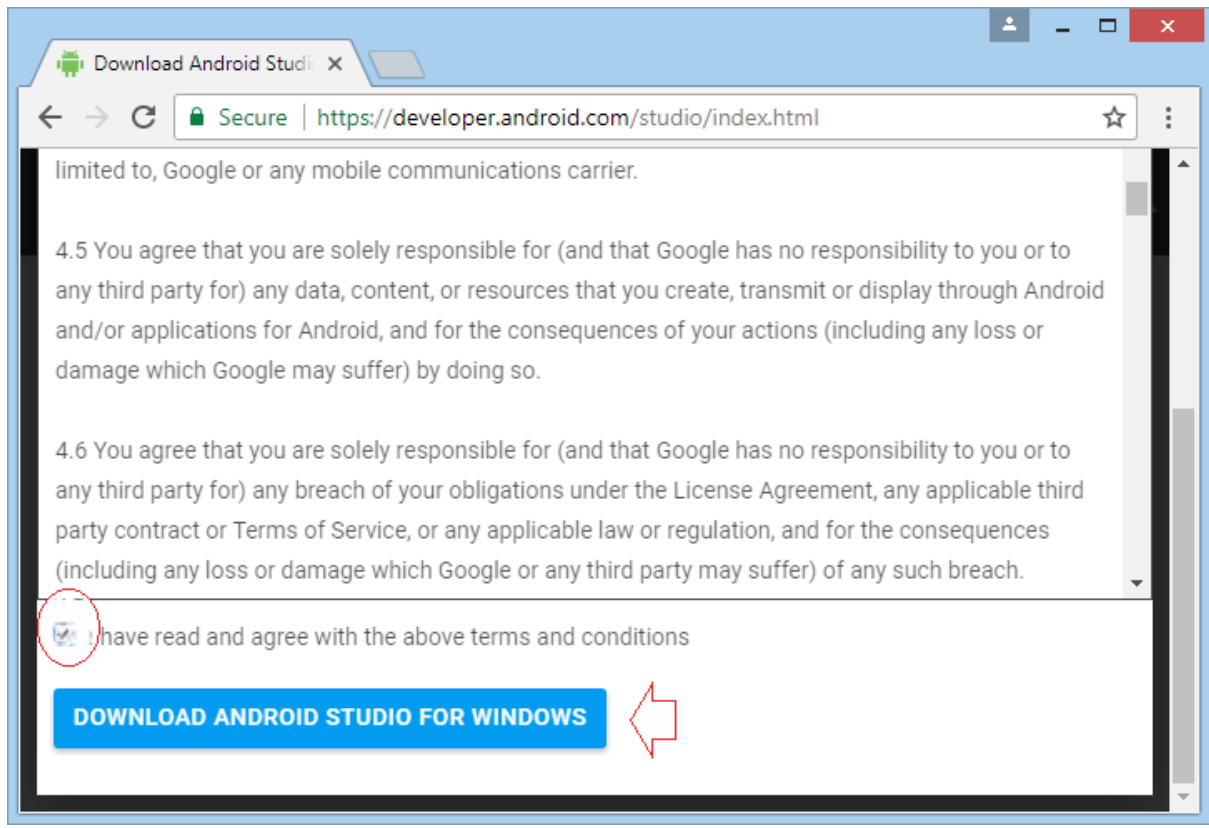 Download Android Studi
Secure | https://developer.android.com/studio/index.html
limited to, Google or any mobile communications carrier.
4.5 You agree that you are solely responsible for (and that Google has no responsibility to you or to
any third party for) any data, content, or resources that you create, transmit or display through Android
and/or applications for Android, and for the consequences of your actions (including any loss or
damage which Google may suffer) by doing so.
4.6 You agree that you are solely responsible for (and that Google has no responsibility to you or to
any third party for) any breach of your obligations under the License Agreement, any applicable third
party contract or Terms of Service, or any applicable law or regulation, and for the consequences
(including any loss or damage which Google or any third party may suffer) of any such breach.
have read and agree with the above terms and conditions
DOWNLOAD ANDROID STUDIO FOR WINDOWS